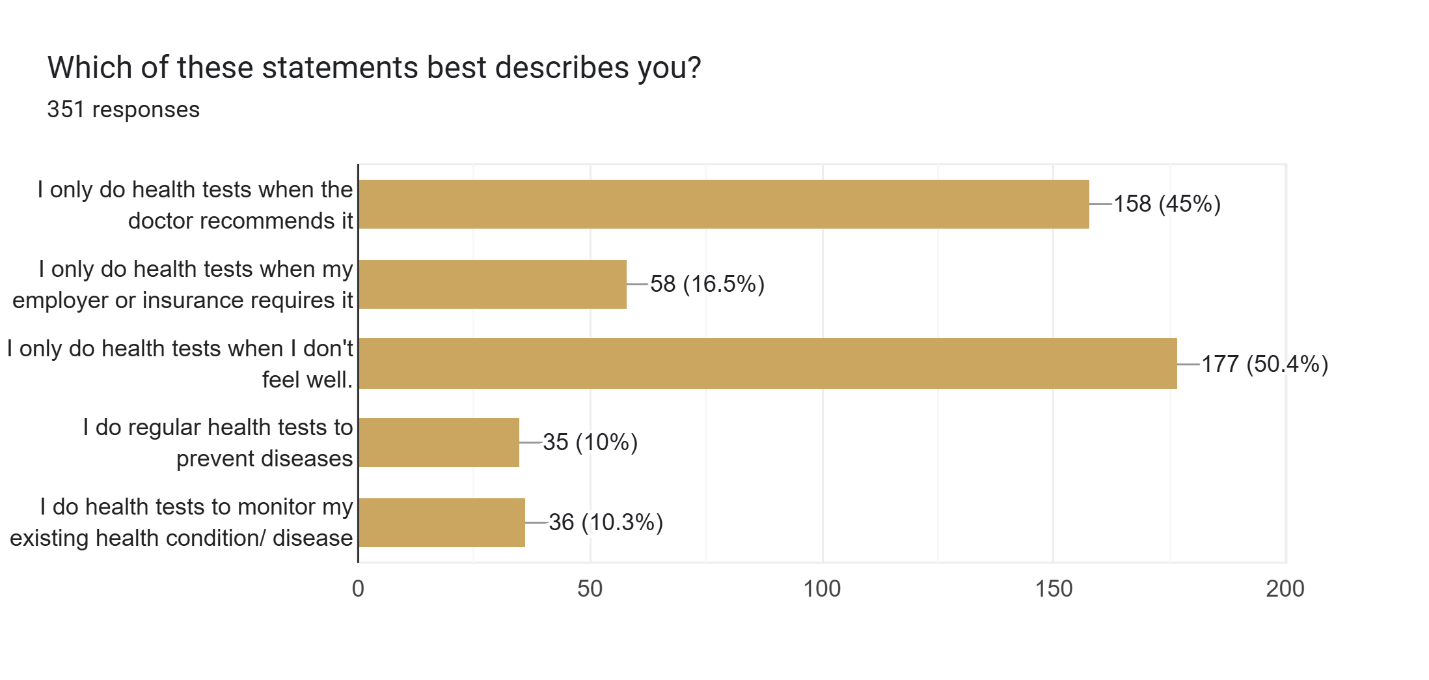 Which of these statements best describes you?
351 responses
I only do health tests when the
doctor recommends it
158 (45%)
I only do health tests when my
employer or insurance requires it
58 (16.5%)
I only do health tests when I don't
feel well.
177 (50.4%)
I do regular health tests to
prevent diseases
35 (10%)
I do health tests to monitor my
existing health condition/ disease
36 (10.3%)
0 50 100 150 200